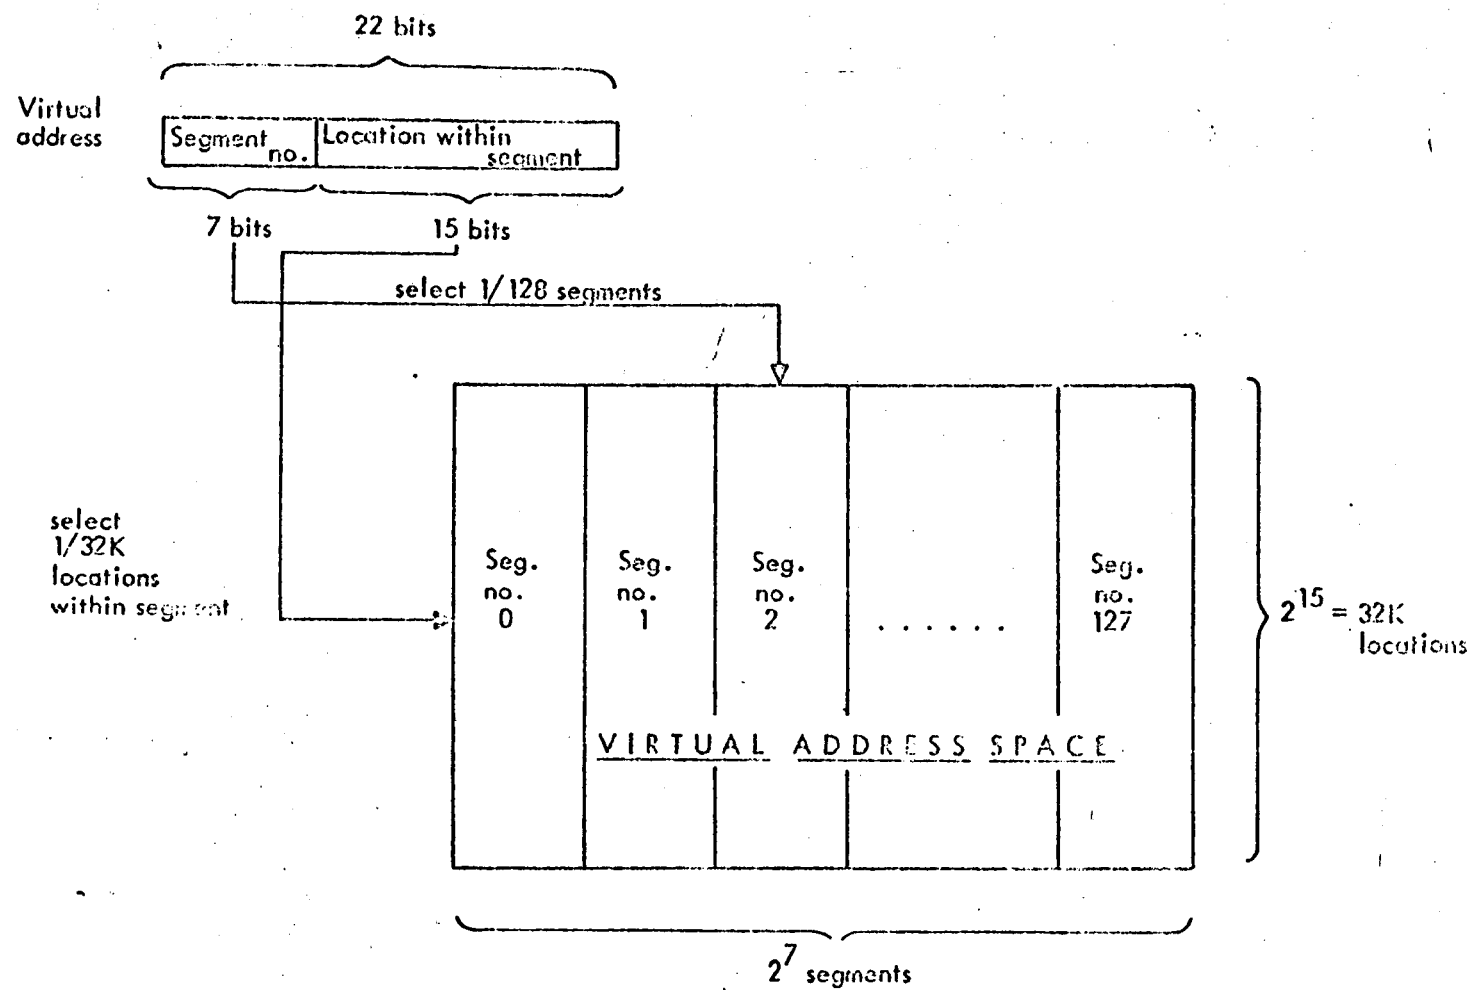 22 bits
Virtual
address
Segment
no.
Location within
segment
7 bits
15 bits
select 1/128 segments
select
1/32K
locations
within segment
Seg.
no.
0
Seg.
no.
1
Seg.
no.
2
. . . . . .
Seg.
no.
127
2^15 = 32K
locations
VIRTUAL ADDRESS SPACE
2^7 segments